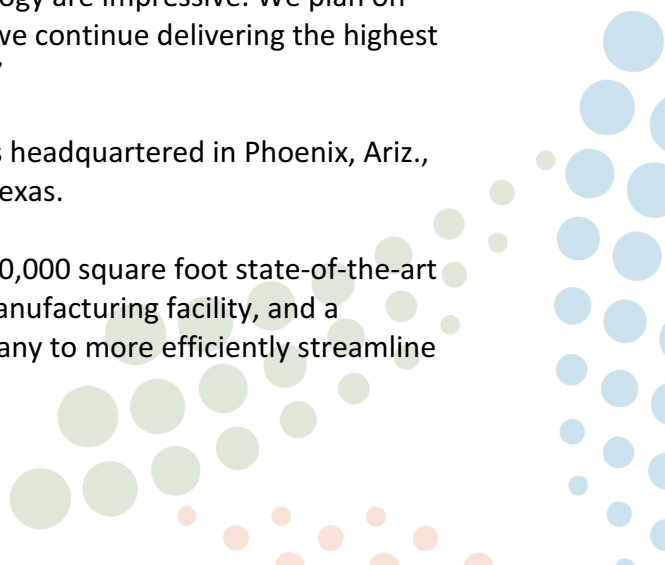 ogy are impressive. We plan on
we continue delivering the highest
”
s headquartered in Phoenix, Ariz.,
exas.
0,000 square foot state-of-the-art
anufacturing facility, and a
any to more efficiently streamline